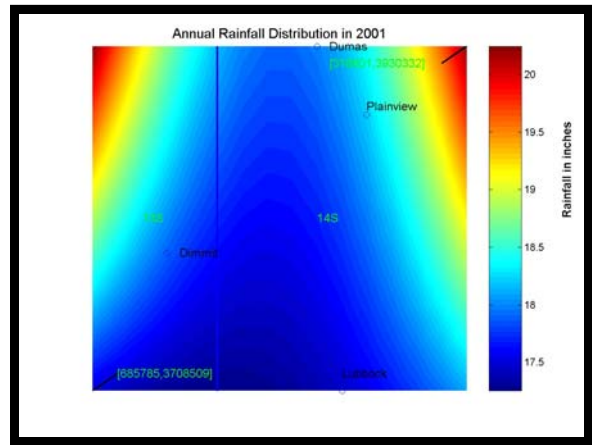 Annual Rainfall Distribution in 2001
Dumas
Plainview
14S
Dimmit
[685785,3708509]
Lubbock
20
19.5
19
18.5
18
17.5
Rainfall in inches